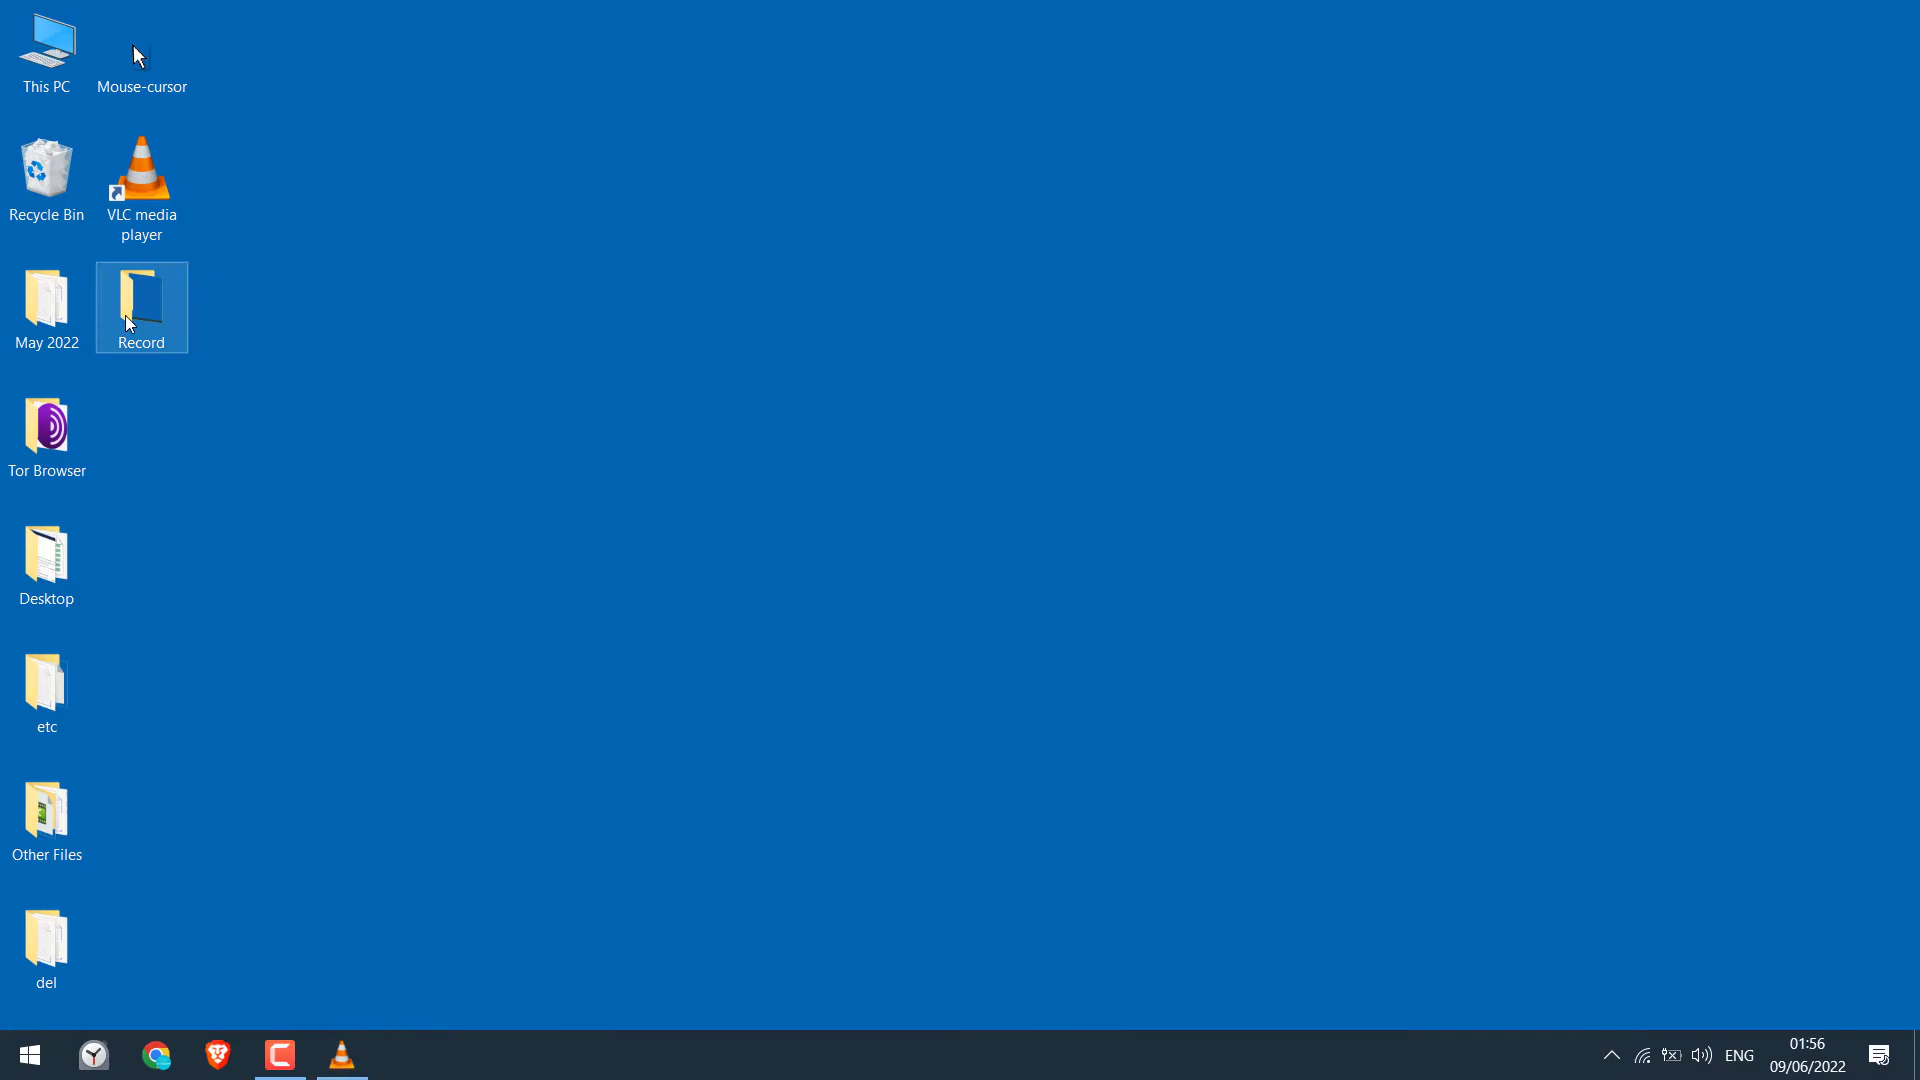 This PC
Mouse-cursor
Recycle Bin
VLC media
player
May 2022
Record
Tor Browser
Desktop
etc
Other Files
del
ENG
01:56
09/06/2022